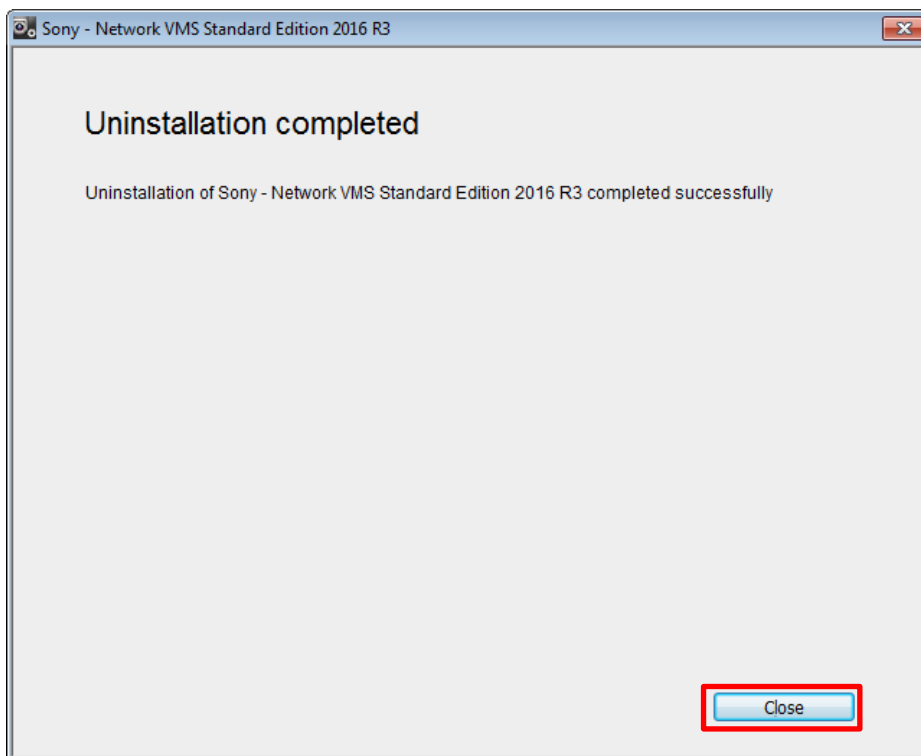 Sony - Network VMS Standard Edition 2016 R3
Uninstallation completed
Uninstallation of Sony - Network VMS Standard Edition 2016 R3 completed successfully
Close